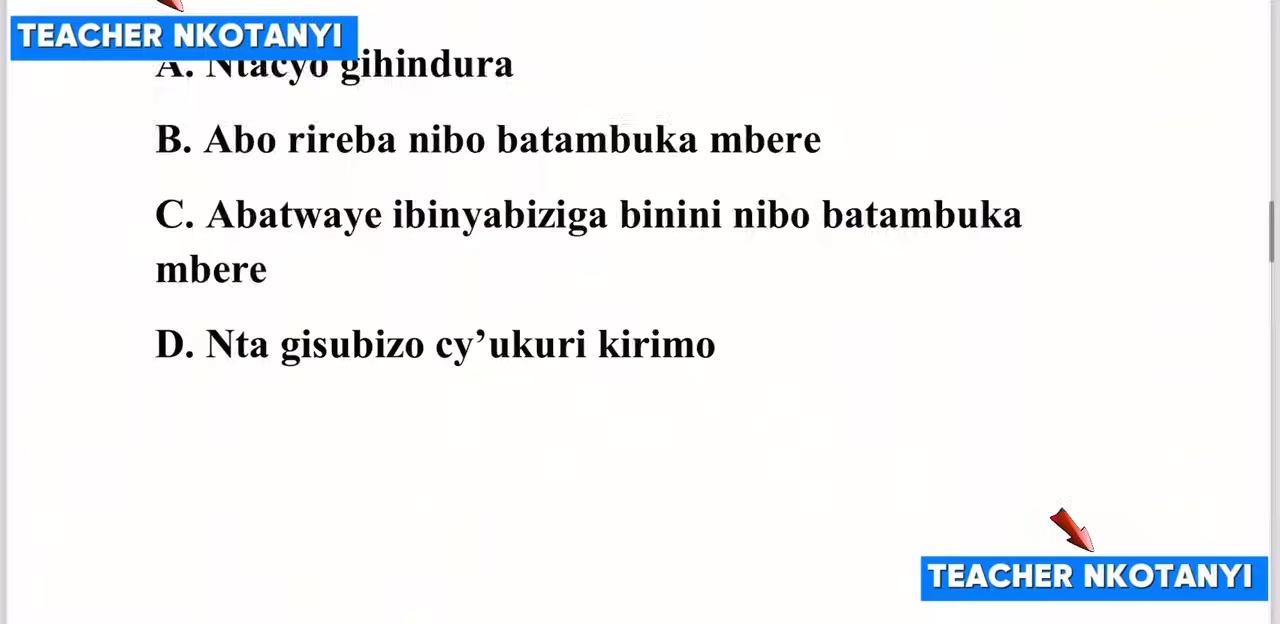 TEACHER NKOTANYI
A. Ntacyo gihindura
B. Abo rireba nibo batambuka mbere
C. Abatwaye ibinyabiziga binini nibo batambuka
mbere
D. Nta gisubizo cy’ukuri kirimo
TEACHER NKOTANYI